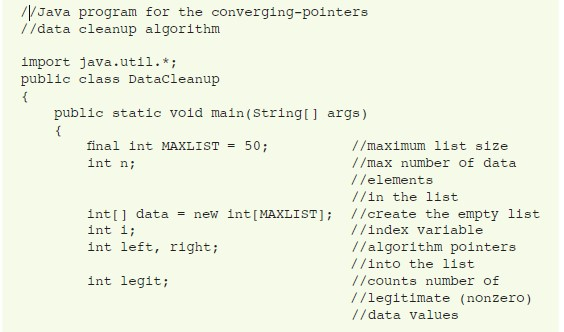 //Java program for the converging-pointers
//data cleanup algorithm
import java.util.*;
public class DataCleanup
{
public static void main(String[] args)
{
final int MAXLIST = 50; //maximum list size
int n; //max number of data
//elements
//in the list
int[] data = new int[MAXLIST]; //create the empty list
int i; //index variable
int left, right; //algorithm pointers
//into the list
int legit; //counts number of
//legitimate (nonzero)
//data values